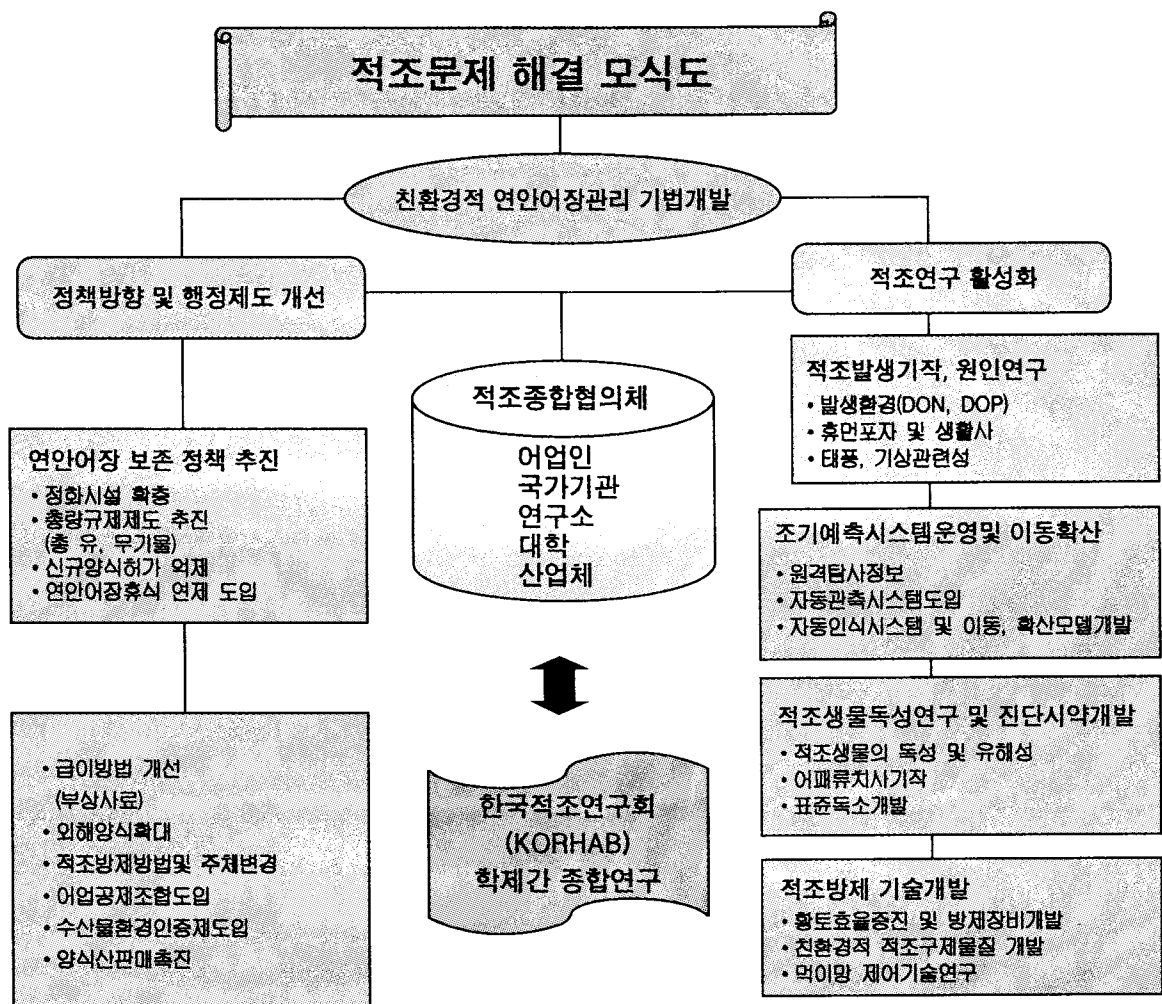 적조문제 해결 모식도
친환경적 연안어장관리 기법개발
정책방향 및 행정제도 개선
연안어장 보존 정책 추진
• 정화시설 확충
• 총량규제제도 추진
(총 유, 무기물)
• 신규양식허가 억제
• 연안어장휴식 연제 도입
• 급이방법 개선
(부상사료)
• 외해양식확대
• 적조방제방법및 주체변경
• 어업공제조합도입
• 수산물환경인증제도입
• 양식산판매촉진
적조종합협의체
어업인
국가기관
연구소
대학
산업체
한국적조연구회
(KORHAB)
학제간 종합연구
적조연구 활성화
적조발생기작, 원인연구
• 발생환경(DON, DOP)
• 휴먼포자 및 생활사
• 태풍, 기상관련성
조기예측시스템운영및 이동확산
• 원격탐사정보
• 자동관측시스템도입
• 자동인식시스템 및 이동, 확산모델개발
적조생물독성연구 및 진단시약개발
• 적조생물의 독성 및 유해성
• 어패류치사기작
• 표준독소개발
적조방제 기술개발
• 황토효율증진 및 방제장비개발
• 친환경적 적조구제물질 개발
• 먹이망 제어기술연구